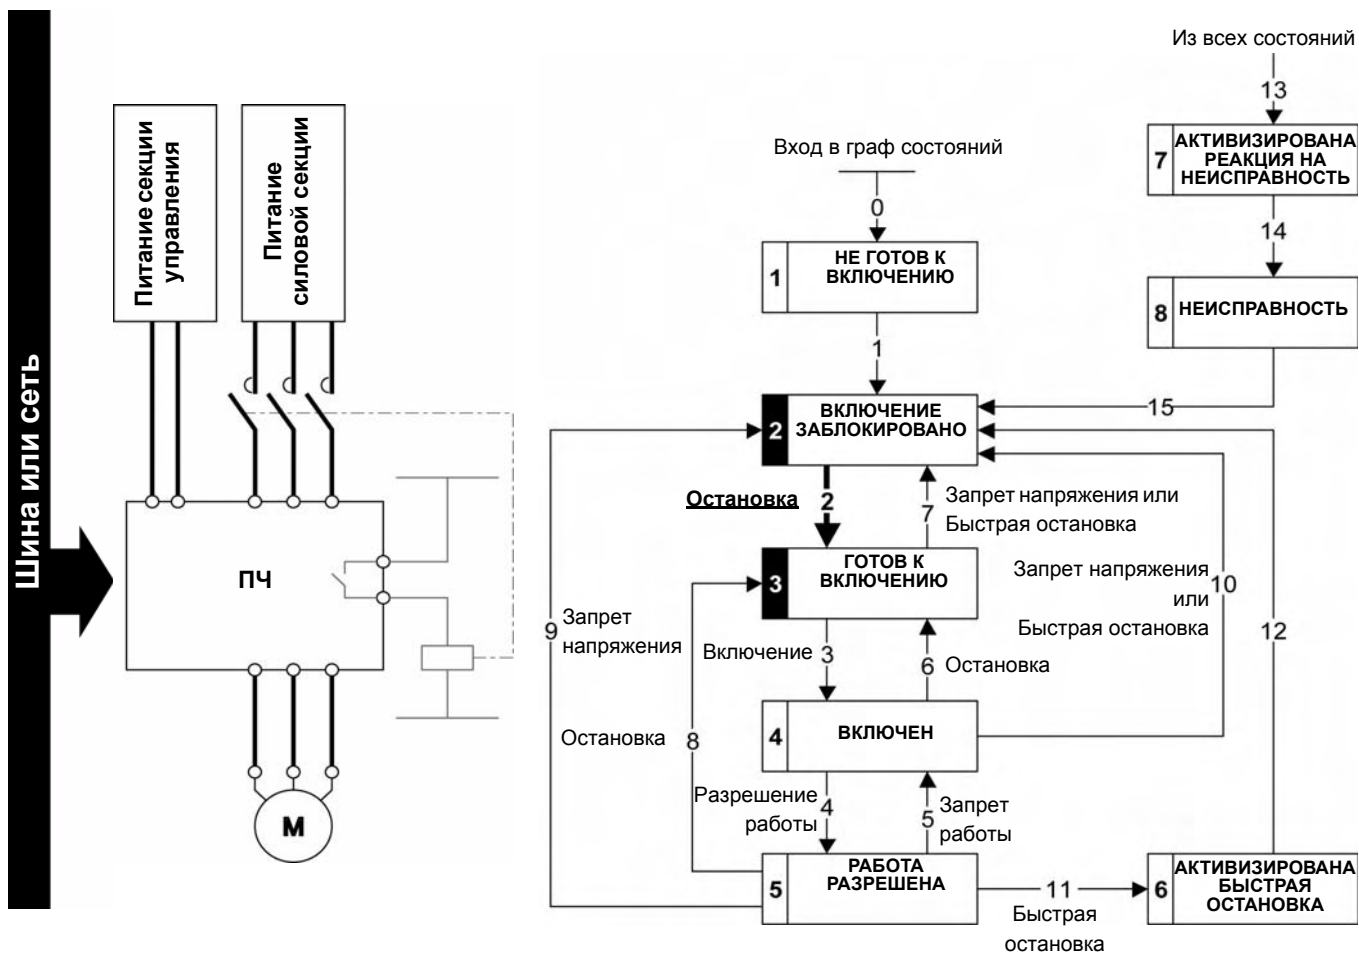 Шина или сеть
Питание секции
управления
Питание
силовой секции
ПЧ
М
Из всех состояний
13
7
АКТИВИЗИРОВАНА
РЕАКЦИЯ НА
НЕИСПРАВНОСТЬ
14
8
НЕИСПРАВНОСТЬ
15
Вход в граф состояний
0
1
НЕ ГОТОВ К
ВКЛЮЧЕНИЮ
1
2
ВКЛЮЧЕНИЕ
ЗАБЛОКИРОВАНО
Остановка
2
7
Запрет напряжения или
Быстрая остановка
3
ГОТОВ К
ВКЛЮЧЕНИЮ
Запрет напряжения
или
Быстрая остановка
10
12
9
Запрет
напряжения
Включение
3
6
Остановка
4
ВКЛЮЧЕН
Остановка
8
Разрешение
работы
4
5
Запрет
работы
5
РАБОТА
РАЗРЕШЕНА
11
Быстрая
остановка
6
АКТИВИЗИРОВАНА
БЫСТРАЯ
ОСТАНОВКА